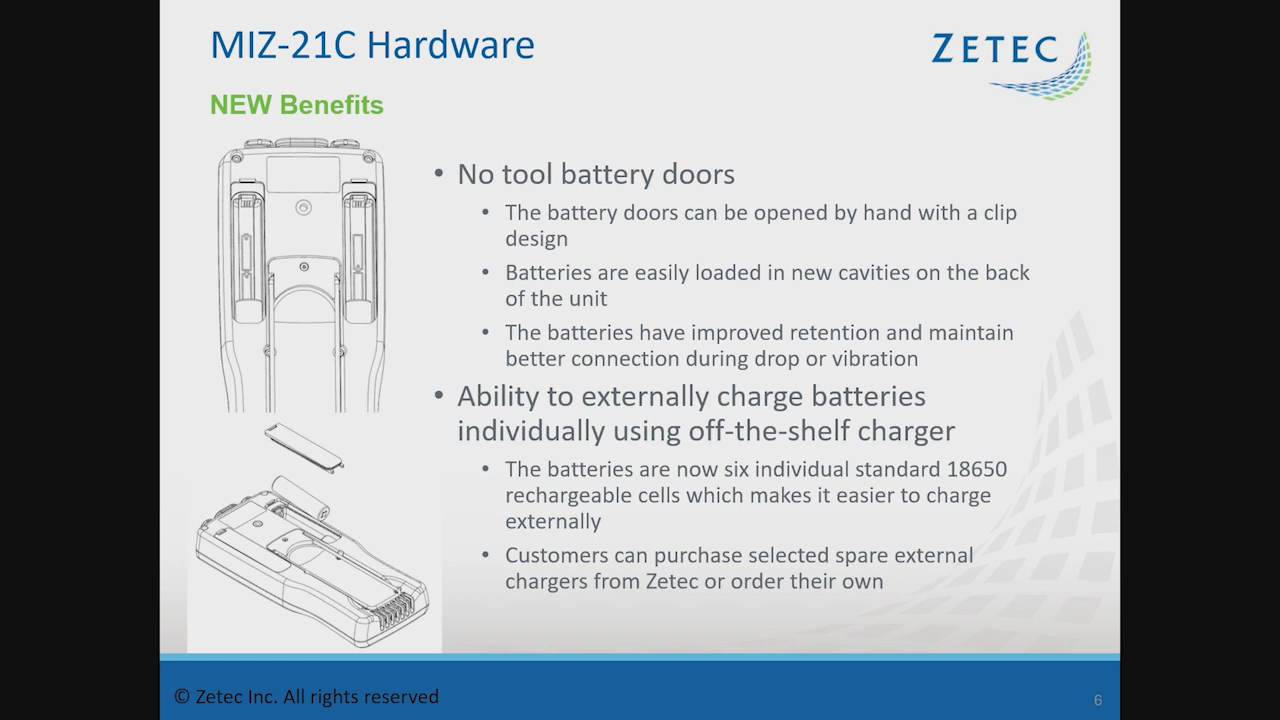 MIZ-21C Hardware
ZETEC
NEW Benefits
• No tool battery doors
• The battery doors can be opened by hand with a clip
design
• Batteries are easily loaded in new cavities on the back
of the unit
• The batteries have improved retention and maintain
better connection during drop or vibration
• Ability to externally charge batteries
individually using off-the-shelf charger
• The batteries are now six individual standard 18650
rechargeable cells which makes it easier to charge
externally
• Customers can purchase selected spare external
chargers from Zetec or order their own
© Zetec Inc. All rights reserved
6